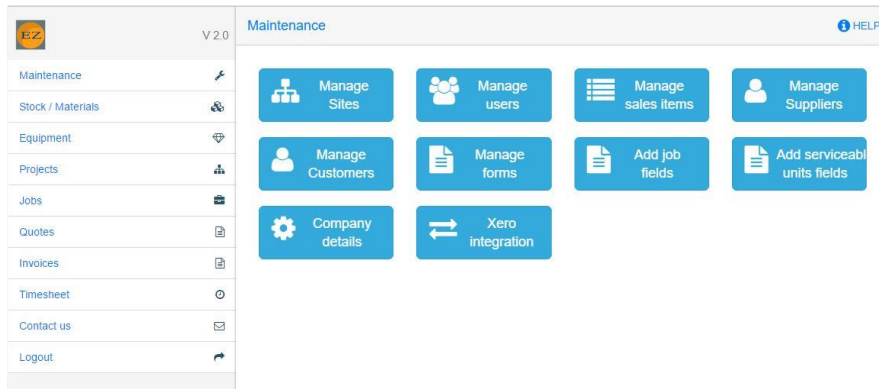 EZ
V 2.0
Maintenance
Stock / Materials
Equipment
Projects
Jobs
Quotes
Invoices
Timesheet
Contact us
Logout
Maintenance
HELP
Manage
Sites
Manage
users
Manage
sales items
Manage
Suppliers
Manage
Customers
Manage
forms
Add job
fields
Add serviceabl
units fields
Company
details
Xero
integration